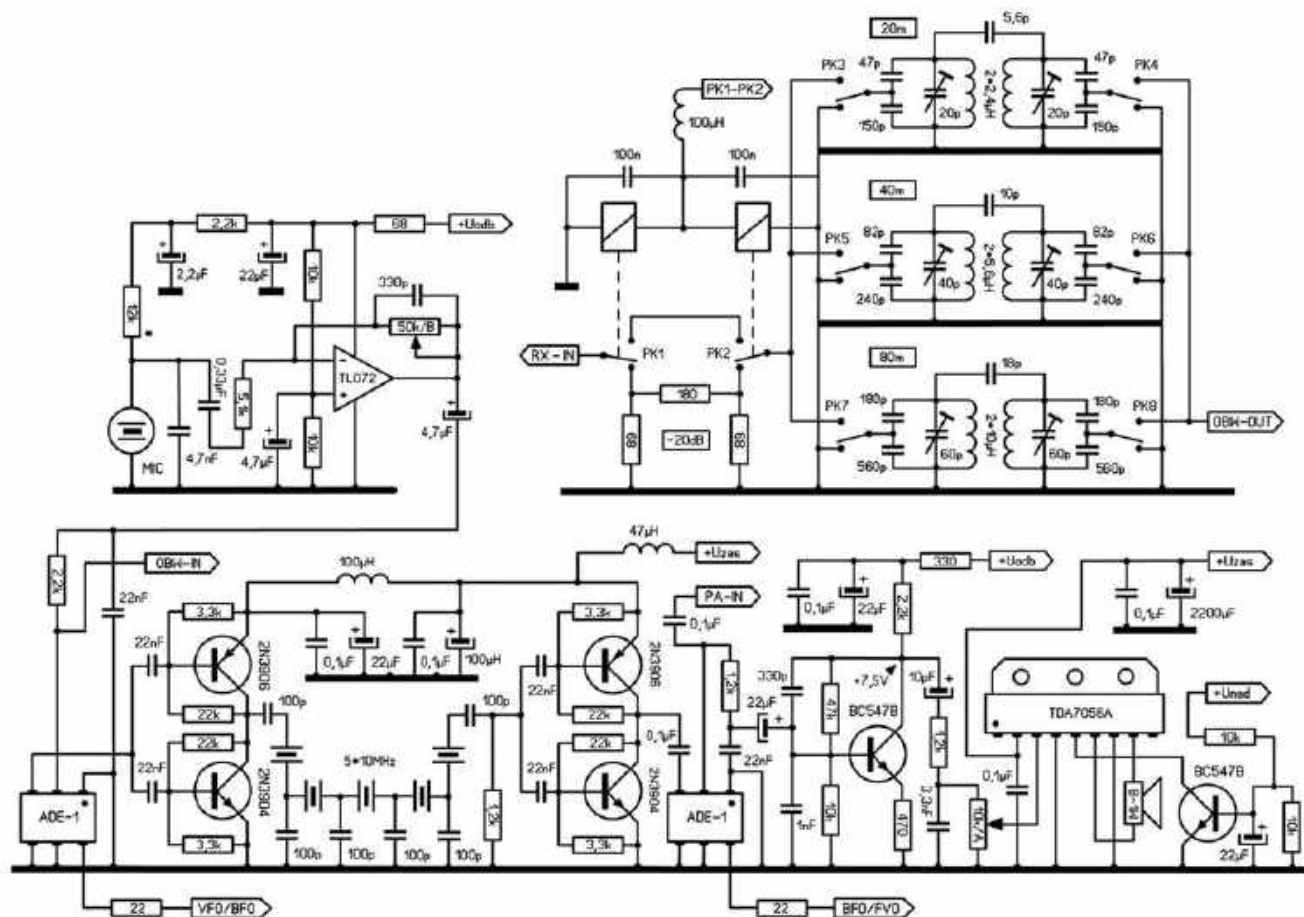 20m
5,6p
47p
47p
PK3
PK4
20p
2*2,4µH
20p
150p
150p
PK1-PK2
100µH
100n
100n
40m
10p
82p
82p
PK5
PK6
40p
2*5,6µH
40p
240p
240p
80m
18p
180p
180p
PK7
PK8
60p
2*10µH
60p
560p
560p
OBW-OUT
RX-IN
PK1
PK2
180
68
-20dB
68
2,2k
68
+Uodb
2,2µF
22µF
10k
330p
50k/B
12k
TL072
0,33µF
5,1k
10k
4,7µF
MIC
4,7nF
4,7µF
47µH
+Uzas
OBW-IN
2,2k
22nF
100µH
3,3k
22nF
2N3906
0,1µF
22µF
0,1µF
100µH
22k
100p
100p
22k
22nF
2N3904
5*10MHz
ADE-1
3,3k
100p
100p
100p
100p
1,2k
3,3k
22nF
2N3906
22k
22k
0,1µF
22nF
2N3904
3,3k
ADE-1
PA-IN
0,1µF
1,2k
22µF
22nF
330p
47k
BC547B
+7,5V
10µF
1,2k
1nF
10k
470
3,3nF
10k/A
0,1µF
22µF
2,2k
330
+Uodb
+Uzas
0,1µF
2200µF
TDA7056A
0,1µF
8-1W
BC547B
+Unad
10k
10k
22µF
22
VFO/BFO
22
BFO/FVO